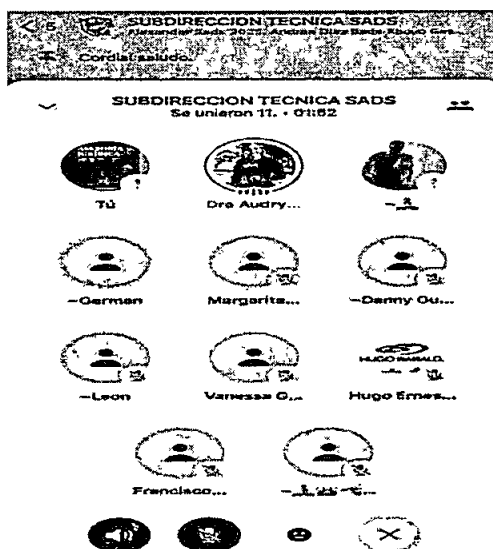 SUBDIRECCION TECNICA SADS
Cordial saludo.
SUBDIRECCION TECNICA SADS
Se unieron 11. • 01:52
Tú
Dra Audry...
~German
Margarita...
~Danny Gu...
~Leon
Vanessa G...
Hugo Ernes...
Francisco...